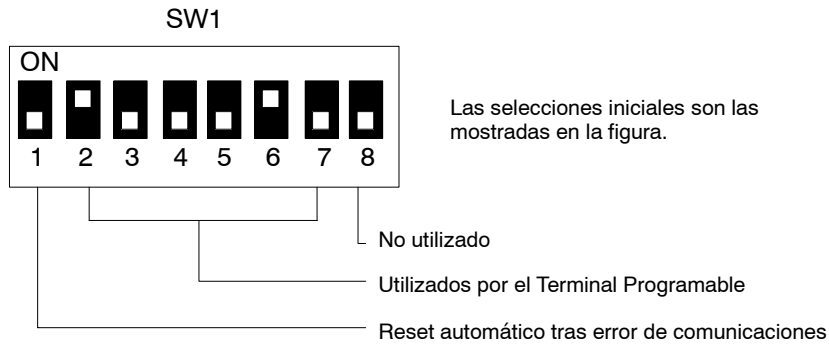 SW1
ON
1 2 3 4 5 6 7 8
Las selecciones iniciales son las
mostradas en la figura.
No utilizado
Utilizados por el Terminal Programable
Reset automático tras error de comunicaciones